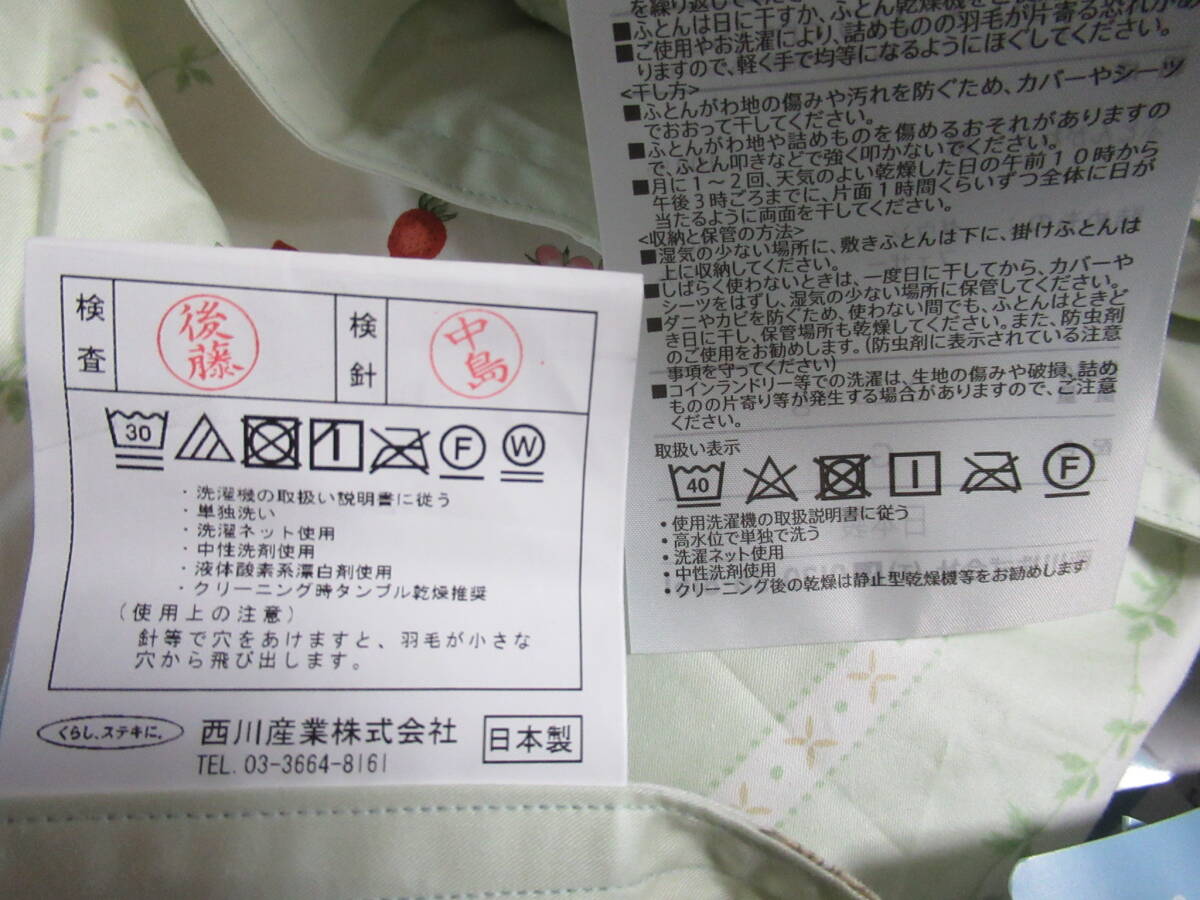 検査
後藤
検針
中島
30
F
W
・洗濯機の取扱い説明書に従う
・単独洗い
・洗濯ネット使用
・中性洗剤使用
・液体酸素系漂白剤使用
・クリーニング時タンブル乾燥推奨
(使用上の注意)
針等で穴をあけますと、羽毛が小さな
穴から飛び出します。
くらし、ステキに。
西川産業株式会社
日本製
TEL. 03-3664-8161
を繰り返して
■ふとんは日に干すか、ふとん乾燥機を
■ご使用やお洗濯により、詰めものの羽毛が片寄る恐れがあ
りますので、軽く手で均等になるようにほぐしてください。
<干し方>
■ふとんがわ地の傷みや汚れを防ぐため、カバーやシーツ
でおおって干してください。
■ふとんがわ地や詰めものを傷めるおそれがありますの
で、ふとん叩きなどで強く叩かないでください。
■月に1～2回、天気のよい乾燥した日の午前10時から
午後3時ごろまでに、片面1時間くらいずつ全体に日が
当たるように両面を干してください。
<収納と保管の方法>
■湿気の少ない場所に、敷きふとんは下に、掛けふとんは
上に収納してください。
■しばらく使わないときは、一度日に干してから、カバーや
シーツをはずし、湿気の少ない場所に保管してください。
■ダニやカビを防ぐため、使わない間でも、ふとんはときど
き日に干し、保管場所も乾燥してください。また、防虫剤
のご使用をお勧めします。(防虫剤に表示されている注意
事項を守ってください)
■コインランドリー等での洗濯は、生地の傷みや破損、詰め
ものの片寄り等が発生する場合がありますので、ご注意
ください。
取扱い表示
40
F
・使用洗濯機の取扱説明書に従う
・高水位で単独で洗う
・洗濯ネット使用
・中性洗剤使用
・クリーニング後の乾燥は静止型乾燥機等をお勧めします